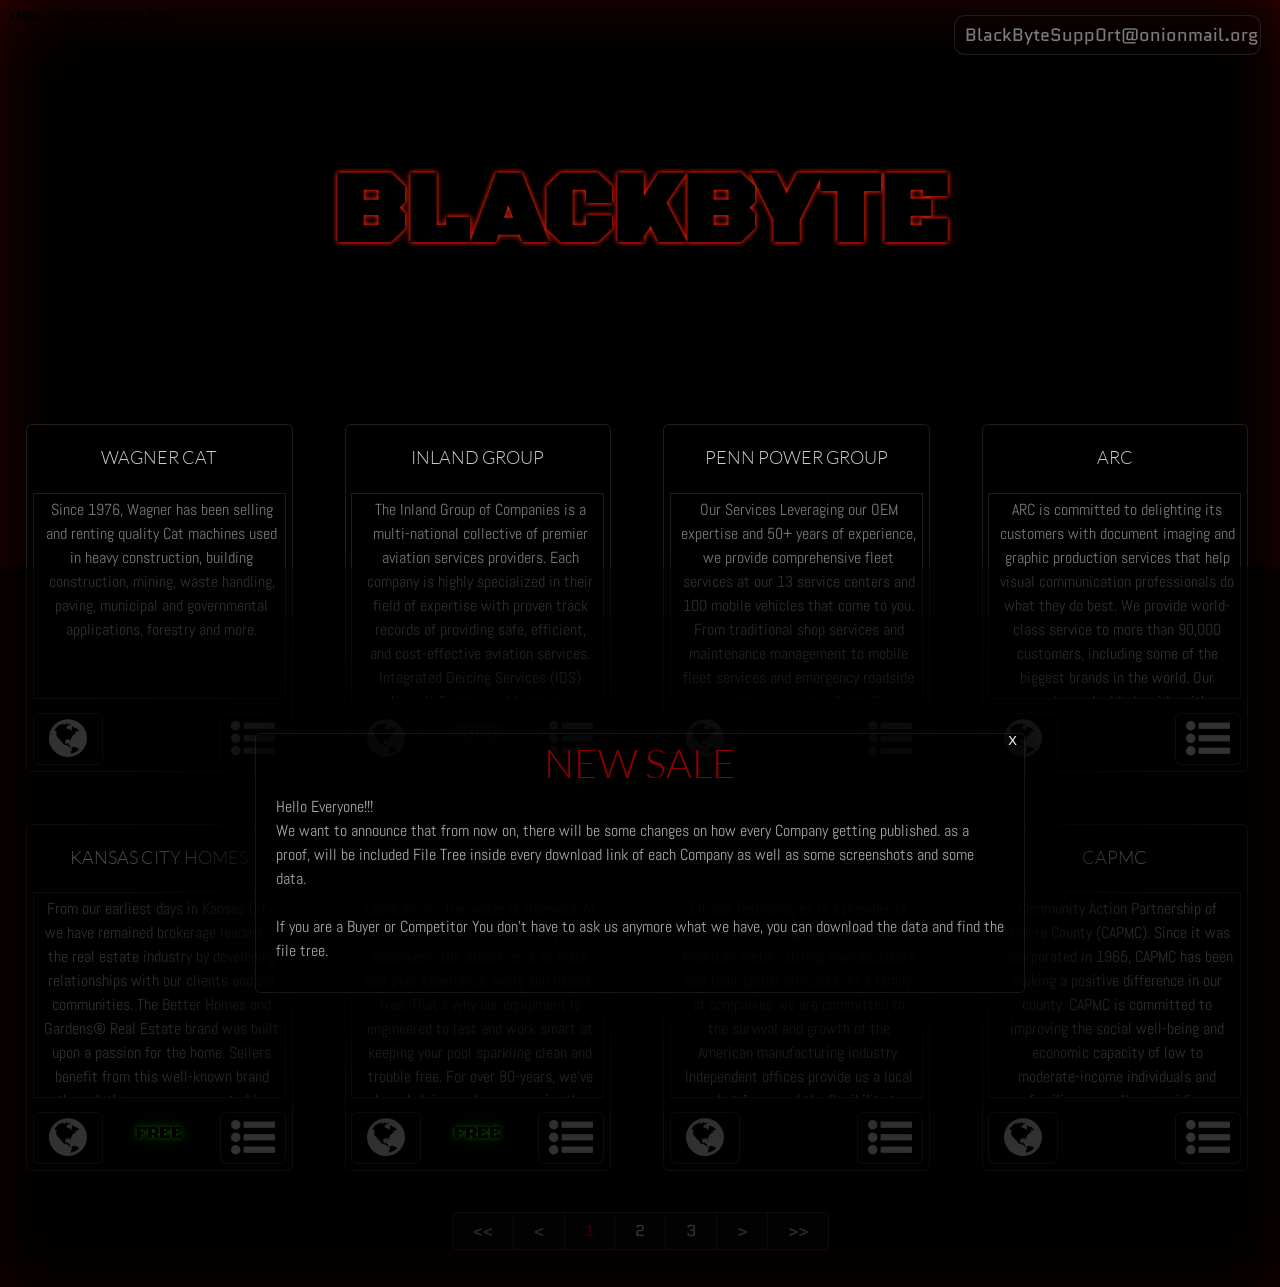 BlackByteSupp0rt@onionmail.org
BLACKBYTE
WAGNER CAT
Since 1976, Wagner has been selling
and renting quality Cat machines used
in heavy construction, building
construction, mining, waste handling,
paving, municipal and governmental
applications, forestry and more.
INLAND GROUP
The Inland Group of Companies is a
multi-national collective of premier
aviation services providers. Each
company is highly specialized in their
field of expertise with proven track
records of providing safe, efficient,
and cost-effective aviation services.
Integrated Deicing Services (IDS)
PENN POWER GROUP
Our Services Leveraging our OEM
expertise and 50+ years of experience,
we provide comprehensive fleet
services at our 13 service centers and
100 mobile vehicles that come to you.
From traditional shop services and
maintenance management to mobile
fleet services and emergency roadside
ARC
ARC is committed to delighting its
customers with document imaging and
graphic production services that help
visual communication professionals do
what they do best. We provide world-
class service to more than 90,000
customers, including some of the
biggest brands in the world. Our
X
NEW SALE
Hello Everyone!!!
We want to announce that from now on, there will be some changes on how every Company getting published. as a
proof, will be included File Tree inside every download link of each Company as well as some screenshots and some
data.
If you are a Buyer or Competitor You don't have to ask us anymore what we have, you can download the data and find the
file tree.
KANSAS CITY HOMES
From our earliest days in Kansas City,
we have remained brokerage leaders in
the real estate industry by developing
relationships with our clients and our
communities. The Better Homes and
Gardens® Real Estate brand was built
upon a passion for the home. Sellers
benefit from this well-known brand
FREE
equipment. Our objective is to make
your pool experience worry and hassle
free. That's why our equipment is
engineered to last and work smart at
keeping your pool sparkling clean and
trouble free. For over 80-years, we've
FREE
American metal-cutting manufacturers
of companies we are committed to
the survival and growth of the
American manufacturing industry.
Independent offices provide us a local
CAPMC
Community Action Partnership of
Madera County (CAPMC). Since it was
incorporated in 1965, CAPMC has been
making a positive difference in our
county. CAPMC is committed to
improving the social well-being and
economic capacity of low to
moderate-income individuals and
<< < 1 2 3 > >>